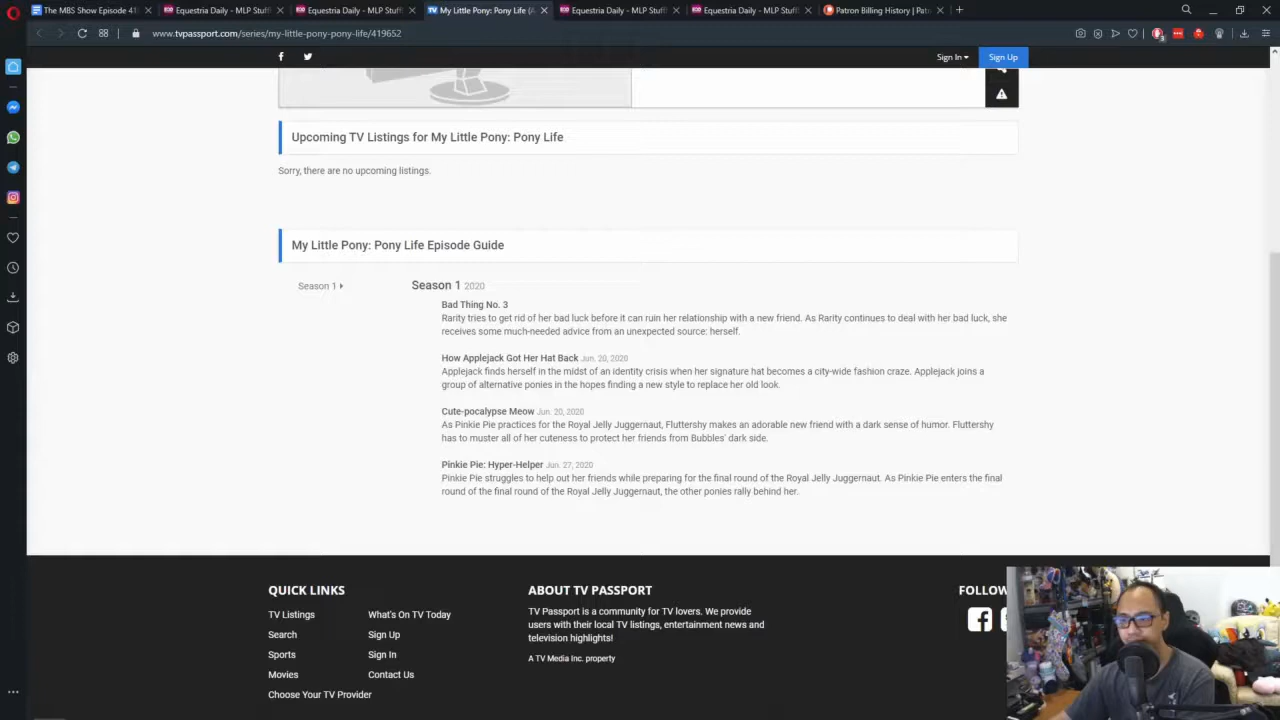 The MBS Show Episode 41
Equestria Daily - MLP Stuff
Equestria Daily - MLP Stuff
My Little Pony: Pony Life (
Equestria Daily - MLP Stuff
Equestria Daily - MLP Stuff
Patron Billing History | Pat
www.tvpassport.com/series/my-little-pony-pony-life/419652
Sign In
Sign Up
Upcoming TV Listings for My Little Pony: Pony Life
Sorry, there are no upcoming listings.
My Little Pony: Pony Life Episode Guide
Season 1
Season 1 2020
Bad Thing No. 3
Rarity tries to get rid of her bad luck before it can ruin her relationship with a new friend. As Rarity continues to deal with her bad luck, she
receives some much-needed advice from an unexpected source: herself.
How Applejack Got Her Hat Back Jun. 20, 2020
Applejack finds herself in the midst of an identity crisis when her signature hat becomes a city-wide fashion craze. Applejack joins a
group of alternative ponies in the hopes finding a new style to replace her old look.
Cute-pocalypse Meow Jun. 20, 2020
As Pinkie Pie practices for the Royal Jelly Juggernaut, Fluttershy makes an adorable new friend with a dark sense of humor. Fluttershy
has to muster all of her cuteness to protect her friends from Bubbles' dark side.
Pinkie Pie: Hyper-Helper Jun. 27, 2020
Pinkie Pie struggles to help out her friends while preparing for the final round of the Royal Jelly Juggernaut. As Pinkie Pie enters the final
round of the final round of the Royal Jelly Juggernaut, the other ponies rally behind her..
QUICK LINKS
TV Listings
What's On TV Today
Search
Sign Up
Sports
Sign In
Movies
Contact Us
Choose Your TV Provider
ABOUT TV PASSPORT
TV Passport is a community for TV lovers. We provide
users with their local TV listings, entertainment news and
television highlights!
A TV Media Inc. property
FOLLOW